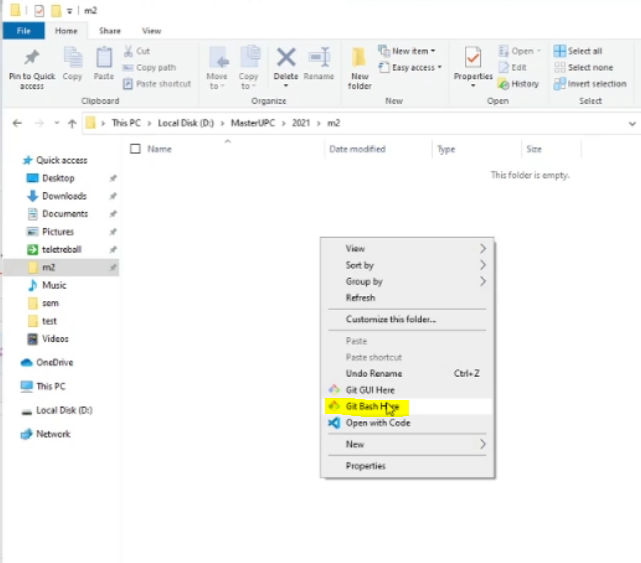 m2
File Home Share View
Pin to Quick access
Copy
Paste
Cut
Copy path
Paste shortcut
Clipboard
Move to
Copy to
Delete
Rename
Organize
New folder
New item
Easy access
New
Properties
Open
Edit
History
Open
Select all
Select none
Invert selection
Select
This PC > Local Disk (D:) > MasterUPC > 2021 > m2
Name Date modified Type Size
This folder is empty.
Quick access
Desktop
Downloads
Documents
Pictures
teletreball
m2
Music
sem
test
Videos
OneDrive
This PC
Local Disk (D:)
Network
View
Sort by
Group by
Refresh
Customize this folder...
Paste
Paste shortcut
Undo Rename Ctrl+Z
Git GUI Here
Git Bash Here
Open with Code
New
Properties